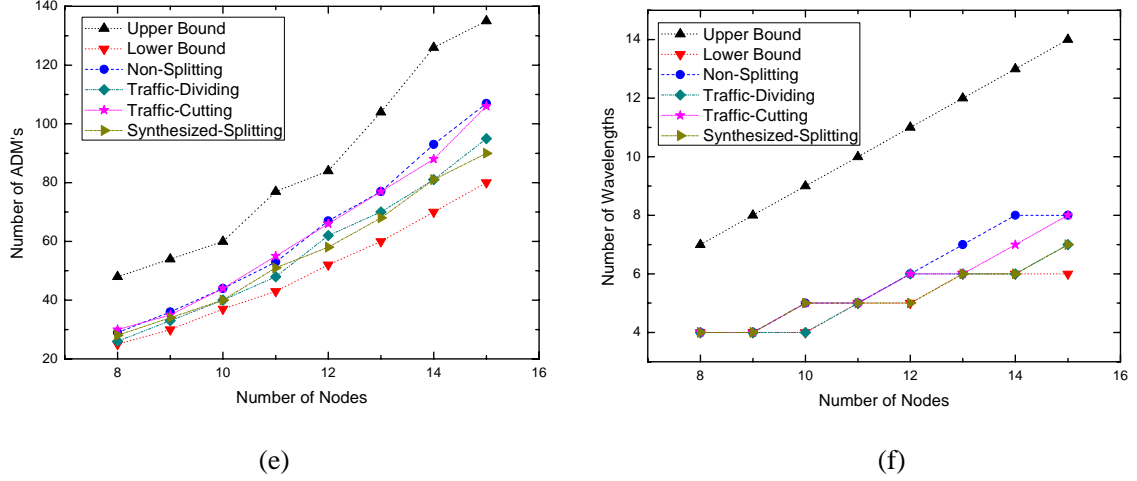 140
120
100
80
60
40
20
8
10
12
14
16
Number of ADM's
Number of Nodes
Upper Bound
Lower Bound
Non-Splitting
Traffic-Dividing
Traffic-Cutting
Synthesized-Splitting
(e)
14
12
10
8
6
4
8
10
12
14
16
Number of Wavelengths
Number of Nodes
Upper Bound
Lower Bound
Non-Splitting
Traffic-Dividing
Traffic-Cutting
Synthesized-Splitting
(f)